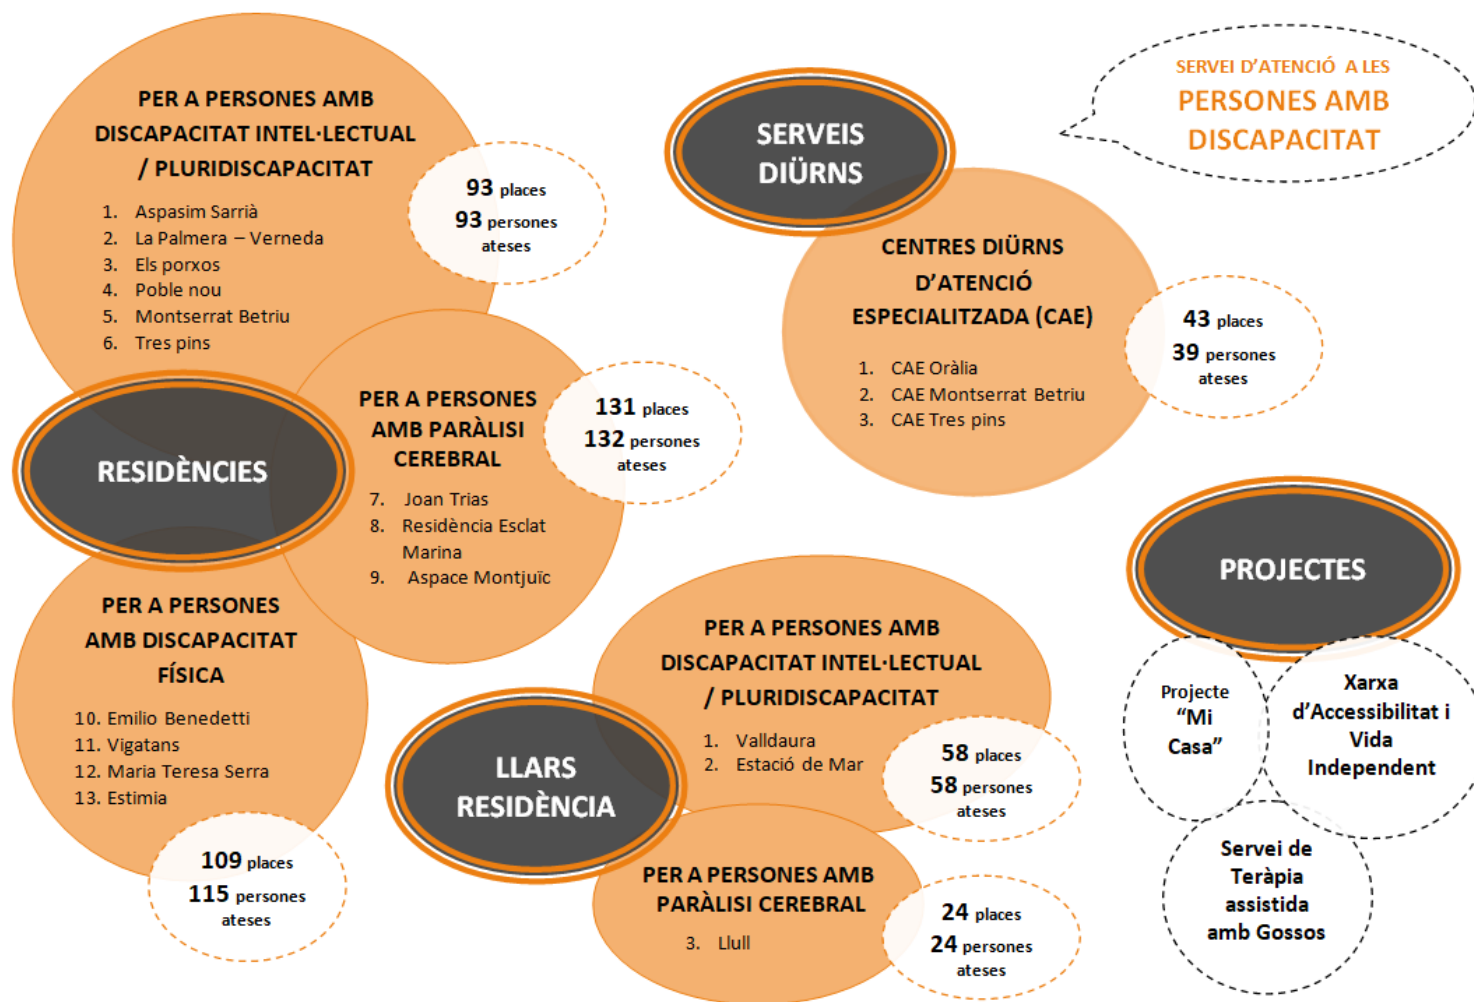 SERVEI D'ATENCIÓ A LES
PERSONES AMB
DISCAPACITAT
RESIDÈNCIES
PER A PERSONES AMB
DISCAPACITAT INTEL·LECTUAL
/ PLURIDISCAPACITAT
1. Aspasim Sarrià
2. La Palmera – Verneda
3. Els porxos
4. Poble nou
5. Montserrat Betriu
6. Tres pins
93 places
93 persones
ateses
PER A PERSONES
AMB PARÀLISI
CEREBRAL
7. Joan Trias
8. Residència Esclat
Marina
9. Aspace Montjuïc
131 places
132 persones
ateses
PER A PERSONES
AMB DISCAPACITAT
FÍSICA
10. Emilio Benedetti
11. Vigatans
12. Maria Teresa Serra
13. Estimia
109 places
115 persones
ateses
SERVEIS
DIÜRNS
CENTRES DIÜRNS
D'ATENCIÓ
ESPECIALITZADA (CAE)
1. CAE Oràlia
2. CAE Montserrat Betriu
3. CAE Tres pins
43 places
39 persones
ateses
LLARS
RESIDÈNCIA
PER A PERSONES AMB
DISCAPACITAT INTEL·LECTUAL
/ PLURIDISCAPACITAT
1. Valldaura
2. Estació de Mar
58 places
58 persones
ateses
PER A PERSONES AMB
PARÀLISI CEREBRAL
3. Llull
24 places
24 persones
ateses
PROJECTES
Projecte
“Mi
Casa”
Xarxa
d'Accessibilitat i
Vida
Independent
Servei de
Teràpia
assistida
amb Gossos